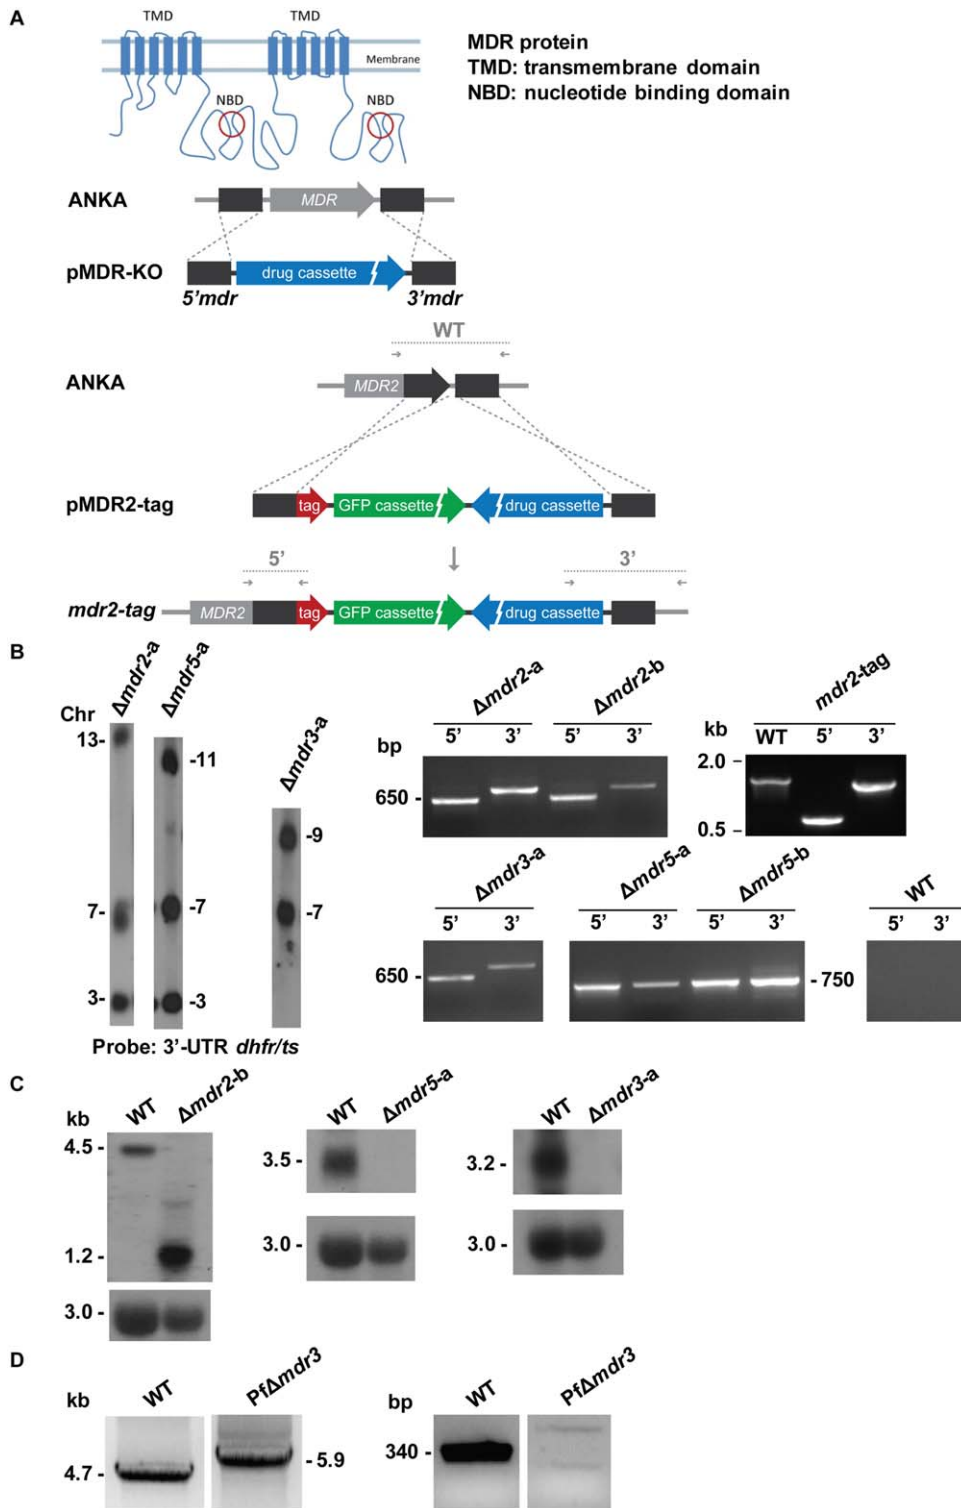 A
TMD TMD
Membrane
NBD NBD
MDR protein
TMD: transmembrane domain
NBD: nucleotide binding domain
ANKA
MDR
pMDR-KO
drug cassette
5'mdr 3'mdr
WT
ANKA
MDR2
pMDR2-tag
tag GFP cassette drug cassette
5' 3'
mdr2-tag
MDR2 tag GFP cassette drug cassette
B
Δmdr2-a Δmdr5-a Δmdr3-a
Chr
13-
7-
3-
-11
-7
-3
-9
-7
Probe: 3'-UTR dhfr/ts
Δmdr2-a Δmdr2-b
5' 3' 5' 3'
bp
650 -
mdr2-tag
kb WT 5' 3'
2.0 –
0.5 –
Δmdr3-a
5' 3'
650 -
Δmdr5-a Δmdr5-b
5' 3' 5' 3'
- 750
WT
5' 3'
C
kb
WT Δmdr2-b
4.5 -
1.2 -
3.0 -
WT Δmdr5-a
3.5 -
3.0 -
WT Δmdr3-a
3.2 -
3.0 -
D
kb
WT PfΔmdr3
4.7 -
- 5.9
bp
WT PfΔmdr3
340 -